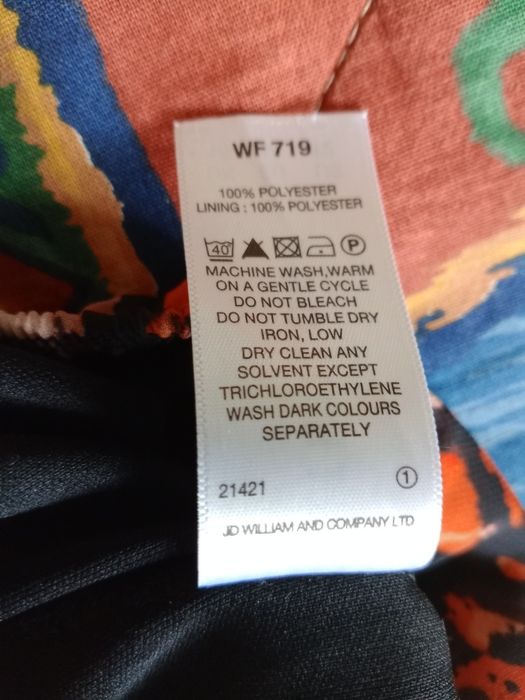 WF 719
100% POLYESTER
LINING : 100% POLYESTER
40 P
MACHINE WASH,WARM
ON A GENTLE CYCLE
DO NOT BLEACH
DO NOT TUMBLE DRY
IRON, LOW
DRY CLEAN ANY
SOLVENT EXCEPT
TRICHLOROETHYLENE
WASH DARK COLOURS
SEPARATELY
21421 1
JD WILLIAM AND COMPANY LTD